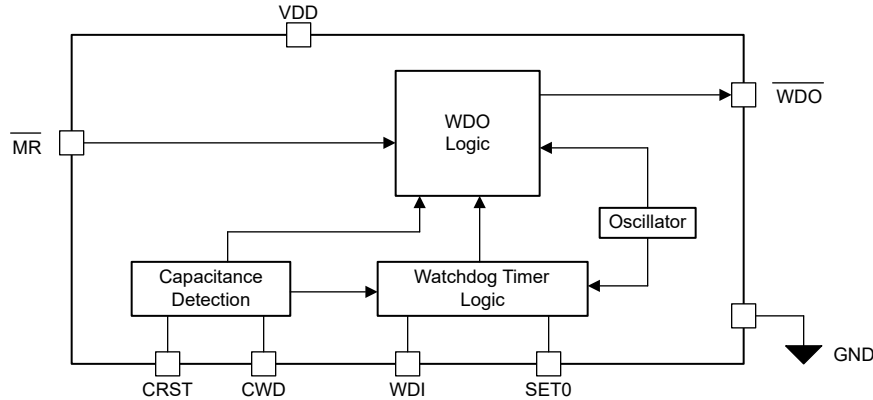 VDD
WDO
Logic
WDO
MR
Oscillator
Capacitance
Detection
Watchdog Timer
Logic
GND
CRST
CWD
WDI
SET0